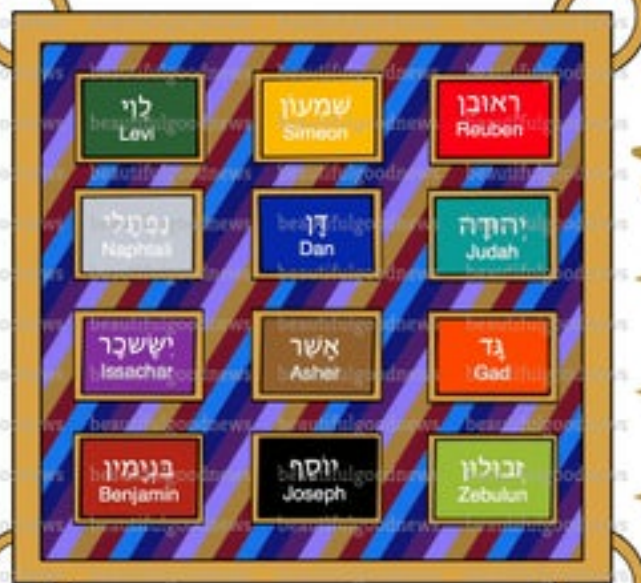 רְאוּבֵן
Reuben
שִׁמְעוֹן
Simeon
לֵוִי
Levi
יְהוּדָה
Judah
דָּן
Dan
נַפְתָּלִי
Naphtali
גָּד
Gad
אָשֵׁר
Asher
יִשָּׂשכָר
Issachar
זְבוּלוּן
Zebulun
יוֹסֵף
Joseph
בִּנְיָמִין
Benjamin
beautifulgoodnews